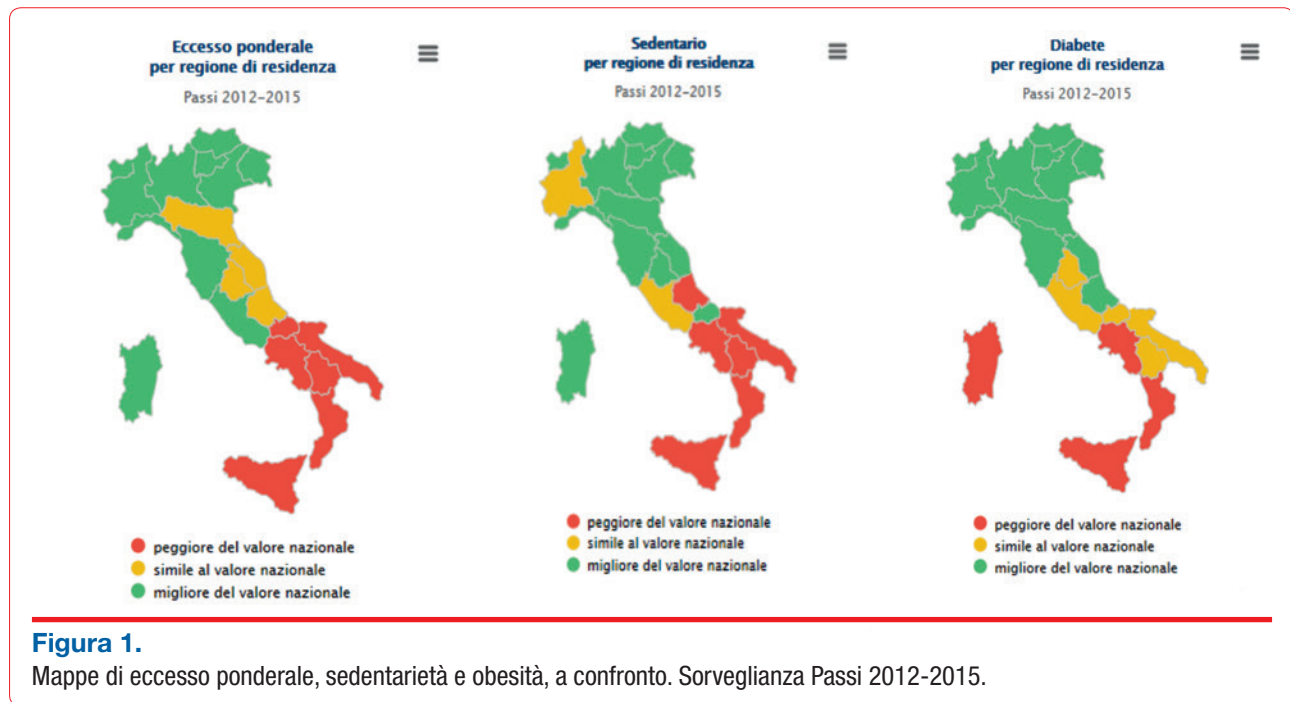 Eccesso ponderale
per regione di residenza
Passi 2012-2015
peggiore del valore nazionale
simile al valore nazionale
migliore del valore nazionale
Sedentario
per regione di residenza
Passi 2012-2015
peggiore del valore nazionale
simile al valore nazionale
migliore del valore nazionale
Diabete
per regione di residenza
Passi 2012-2015
peggiore del valore nazionale
simile al valore nazionale
migliore del valore nazionale
Figura 1.
Mappe di eccesso ponderale, sedentarietà e obesità, a confronto. Sorveglianza Passi 2012-2015.